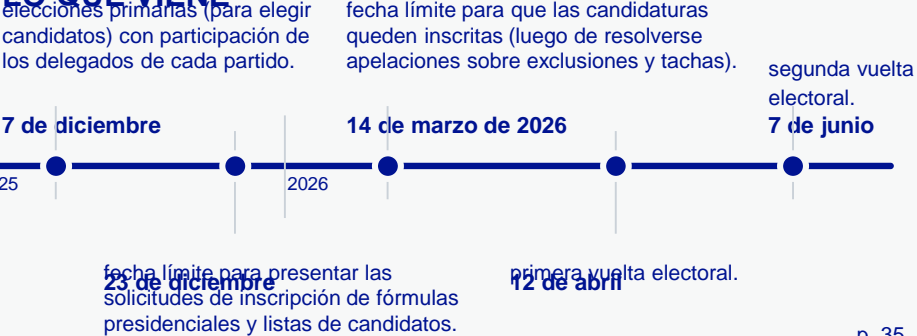 LO QUE VIENE
elecciones primarias (para elegir
candidatos) con participación de
los delegados de cada partido.
7 de diciembre
fecha límite para que las candidaturas
queden inscritas (luego de resolverse
apelaciones sobre exclusiones y tachas).
14 de marzo de 2026
segunda vuelta
electoral.
7 de junio
25
2026
fecha límite para presentar las
23 de diciembre
solicitudes de inscripción de fórmulas
presidenciales y listas de candidatos.
primera vuelta electoral.
12 de abril
p. 35